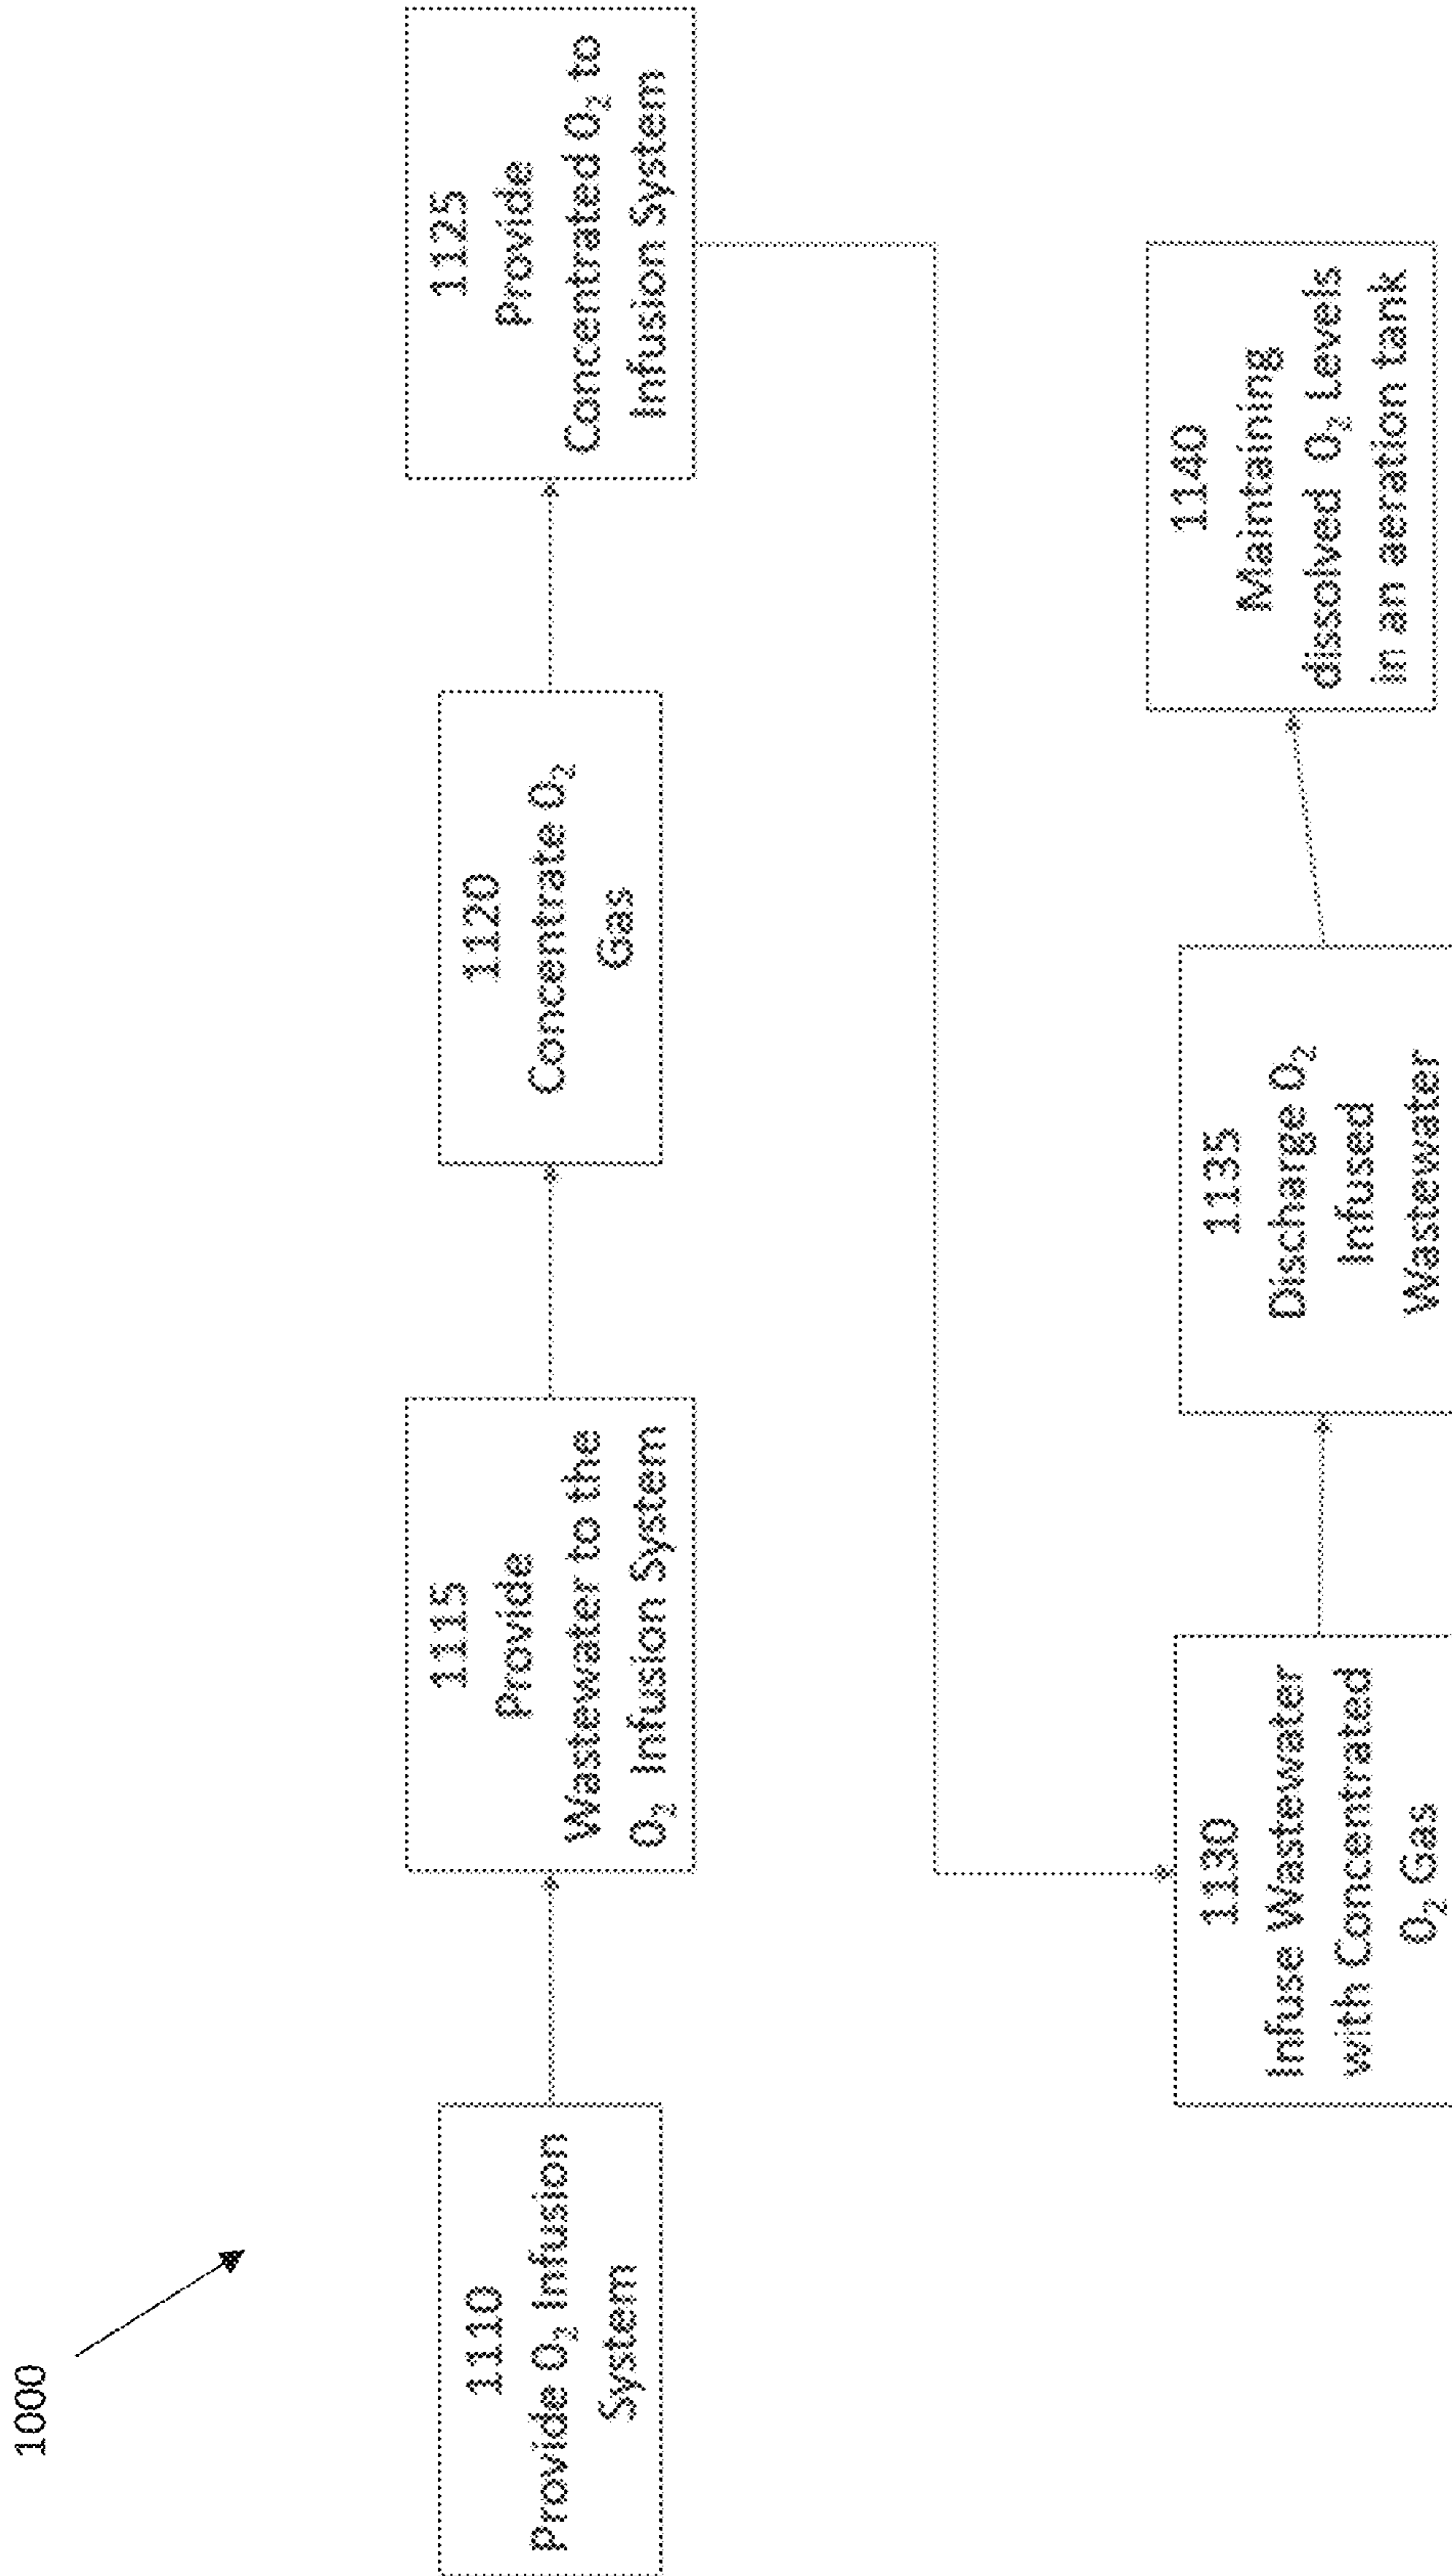 1000
1110
Provide O₂ Infusion
System
1115
Provide
Wastewater to the
O₂ Infusion System
1120
Concentrate O₂
Gas
1125
Provide
Concentrated O₂ to
Infusion System
1130
Infuse Wastewater
with Concentrated
O₂ Gas
1135
Discharge O₂
Infused
Wastewater
1140
Maintaining
dissolved O₂ Levels
in an aeration tank